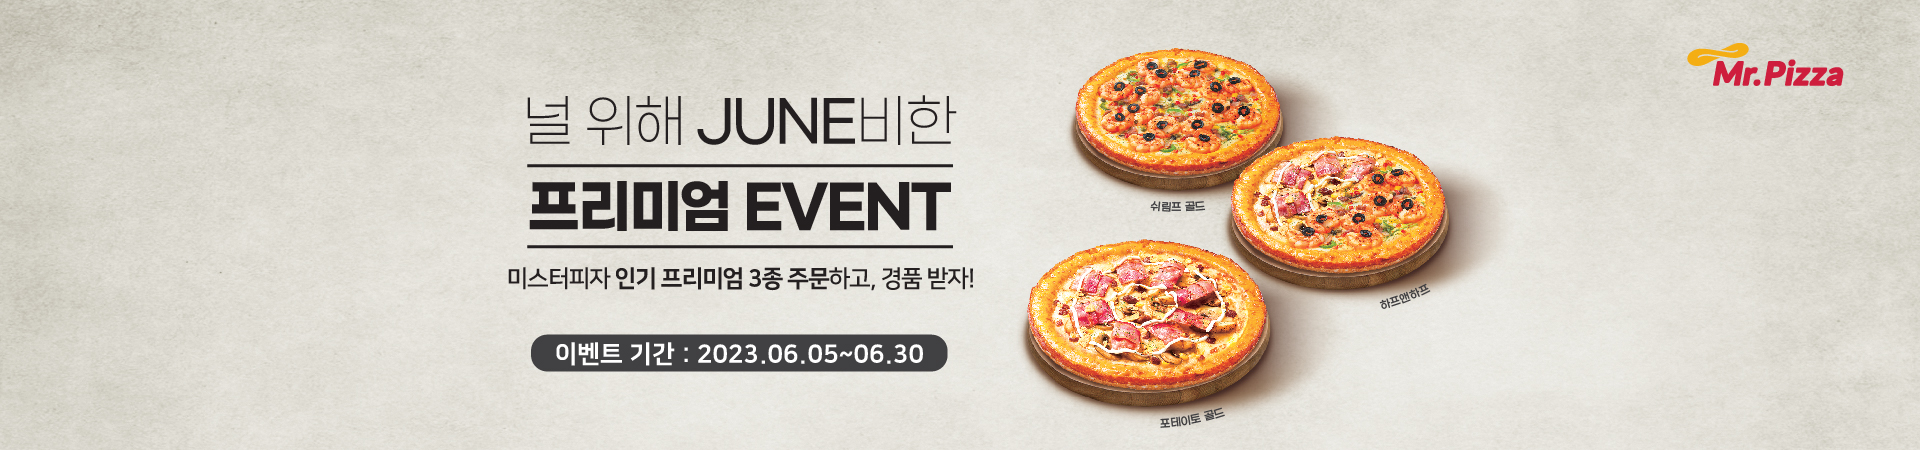 널 위해 JUNE비한
프리미엄 EVENT
미스터피자 인기 프리미엄 3종 주문하고, 경품 받자!
이벤트 기간 : 2023.06.05~06.30
쉬림프 골드
하프앤하프
포테이토 골드
Mr.Pizza